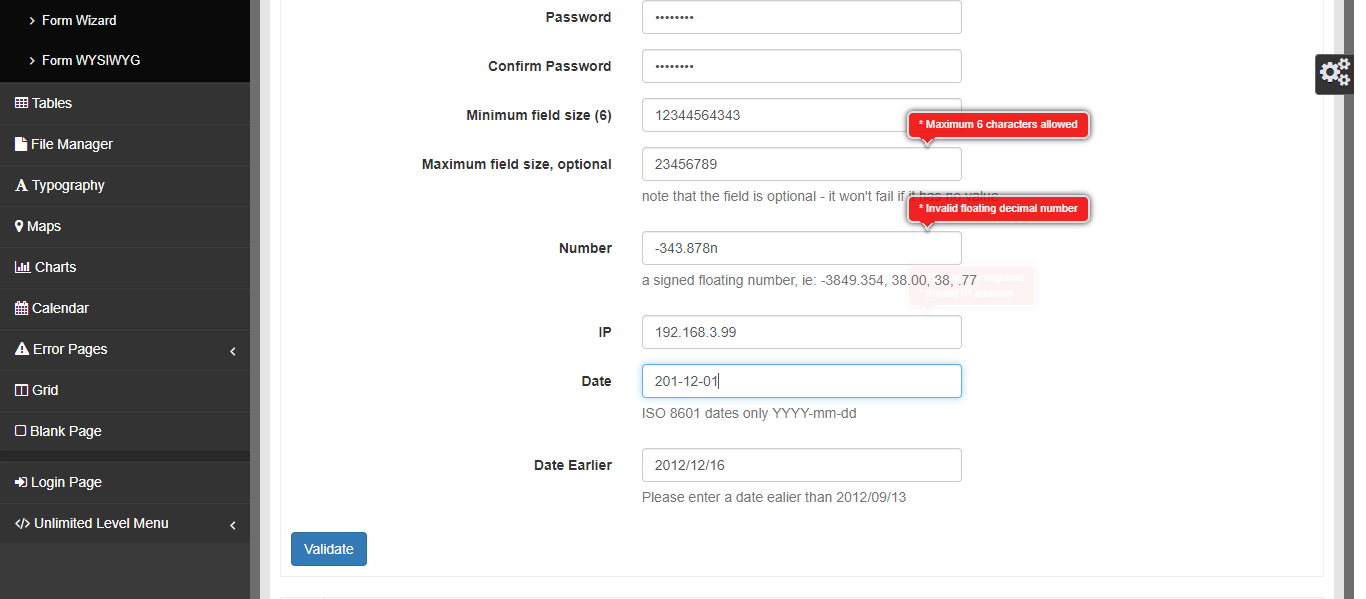 Form Wizard
Form WYSIWYG
Tables
File Manager
Typography
Maps
Charts
Calendar
Error Pages
Grid
Blank Page
Login Page
Unlimited Level Menu
Password ••••••••
Confirm Password ••••••••
Minimum field size (6) 12344564343
* Maximum 6 characters allowed
Maximum field size, optional 23456789
note that the field is optional - it won't fail if it has no value
* Invalid floating decimal number
Number -343.878n
a signed floating number, ie: -3849.354, 38.00, 38, .77
IP 192.168.3.99
Date 201-12-01
ISO 8601 dates only YYYY-mm-dd
Date Earlier 2012/12/16
Please enter a date ealier than 2012/09/13
Validate